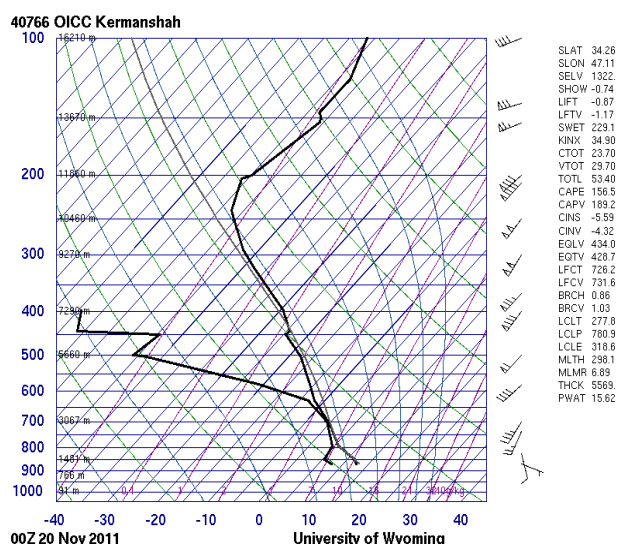 40766 OICC Kermanshah
100
16210 m
13670 m
200
11860 m
10460 m
300
9270 m
400
7290 m
500
5660 m
600
700
3067 m
800
1481 m
900
766 m
1000
91 m
-40 -30 -20 -10 0 10 20 30 40
00Z 20 Nov 2011
University of Wyoming
SLAT 34.26
SLON 47.11
SELV 1322.
SHOW -0.74
LIFT -0.87
LFTV -1.17
SWET 229.1
KINX 34.90
CTOT 23.70
VTOT 29.70
TOTL 53.40
CAPE 156.5
CAPV 189.2
CINS -5.59
CINV -4.32
EQLV 434.0
EQTV 428.7
LFCT 726.2
LFCV 731.6
BRCH 0.86
BRCV 1.03
LCLT 277.8
LCLP 780.9
LCLE 318.6
MLTH 298.1
MLMR 6.89
THCK 5569.
PWAT 15.62